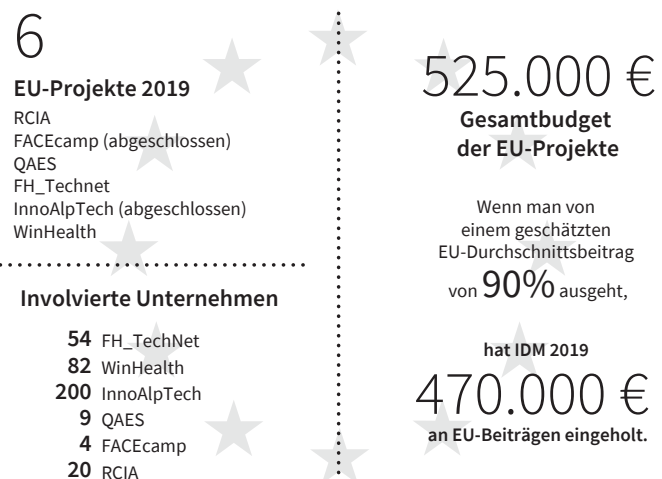 6
EU-Projekte 2019
RCIA
FACEcamp (abgeschlossen)
QAES
FH_Technet
InnoAlpTech (abgeschlossen)
WinHealth
Involvierte Unternehmen
54 FH_TechNet
82 WinHealth
200 InnoAlpTech
9 QAES
4 FACEcamp
20 RCIA
525.000 €
Gesamtbudget
der EU-Projekte
Wenn man von
einem geschätzten
EU-Durchschnittsbeitrag
von 90% ausgeht,
hat IDM 2019
470.000 €
an EU-Beiträgen eingeholt.